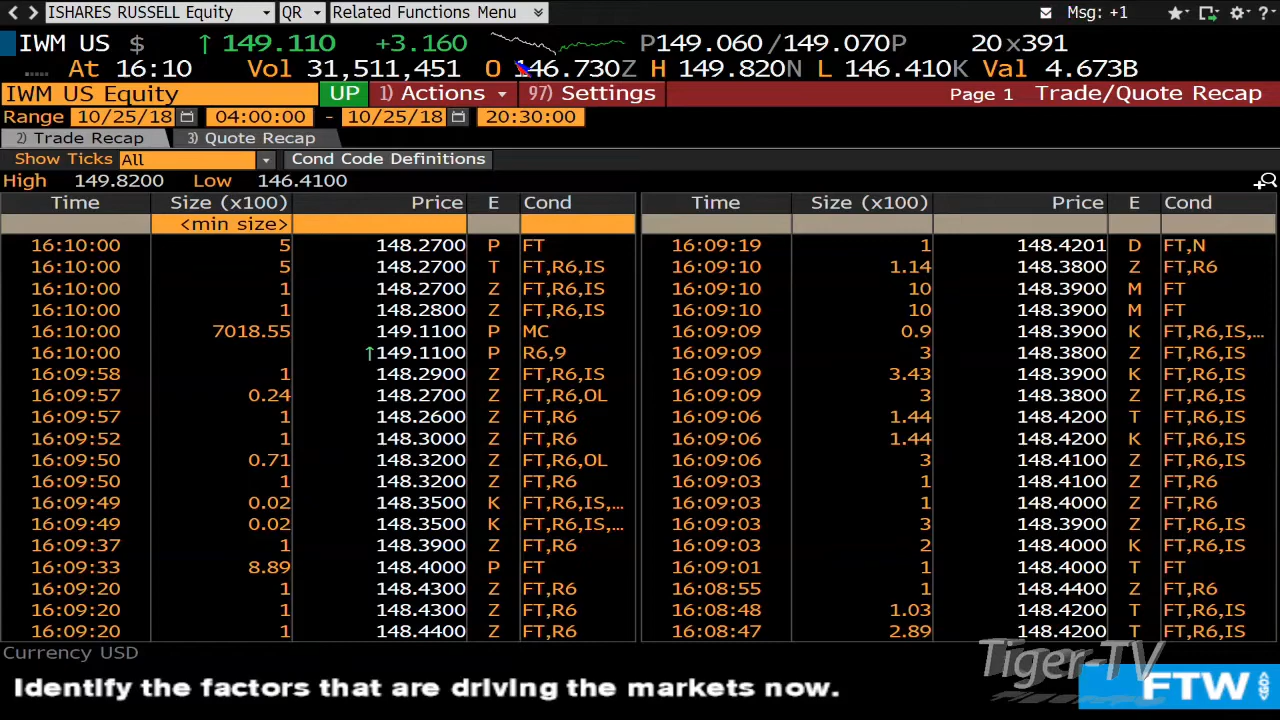 ISHARES RUSSELL Equity QR Related Functions Menu Msg: +1 ?
IWM US $ ↑ 149.110 +3.160 P149.060 /149.070P 20 x391
At 16:10 Vol 31,511,451 O 146.730Z H 149.820N L 146.410K Val 4.673B
IWM US Equity UP 1) Actions 97) Settings Page 1 Trade/Quote Recap
Range 10/25/18 04:00:00 - 10/25/18 20:30:00
2) Trade Recap 3) Quote Recap
Show Ticks All Cond Code Definitions
High 149.8200 Low 146.4100
Time Size (x100) Price E Cond Time Size (x100) Price E Cond
<min size>
16:10:00 5 148.2700 P FT 16:09:19 1 148.4201 D FT,N
16:10:00 5 148.2700 T FT,R6,IS 16:09:10 1.14 148.3800 Z FT,R6
16:10:00 1 148.2700 Z FT,R6,IS 16:09:10 10 148.3900 M FT
16:10:00 1 148.2800 Z FT,R6,IS 16:09:10 10 148.3900 M FT
16:10:00 7018.55 149.1100 P MC 16:09:09 0.9 148.3900 K FT,R6,IS,...
16:10:00 ↑149.1100 P R6,9 16:09:09 3 148.3800 Z FT,R6,IS
16:09:58 1 148.2900 Z FT,R6,IS 16:09:09 3.43 148.3900 K FT,R6,IS
16:09:57 0.24 148.2700 Z FT,R6,OL 16:09:09 3 148.3800 Z FT,R6,IS
16:09:57 1 148.2600 Z FT,R6 16:09:06 1.44 148.4200 T FT,R6,IS
16:09:52 1 148.3000 Z FT,R6 16:09:06 1.44 148.4200 K FT,R6,IS
16:09:50 0.71 148.3200 Z FT,R6,OL 16:09:06 3 148.4100 Z FT,R6,IS
16:09:50 1 148.3200 Z FT,R6 16:09:03 1 148.4100 Z FT,R6
16:09:49 0.02 148.3500 K FT,R6,IS,... 16:09:03 1 148.4000 Z FT,R6
16:09:49 0.02 148.3500 K FT,R6,IS,... 16:09:03 3 148.3900 Z FT,R6,IS
16:09:37 1 148.3900 Z FT,R6 16:09:03 2 148.4000 K FT,R6,IS
16:09:33 8.89 148.4000 P FT 16:09:01 1 148.4000 T FT
16:09:20 1 148.4300 Z FT,R6 16:08:55 1 148.4400 Z FT,R6
16:09:20 1 148.4300 Z FT,R6 16:08:48 1.03 148.4200 T FT,R6,IS
16:09:20 1 148.4400 Z FT,R6 16:08:47 2.89 148.4200 T FT,R6,IS
Currency USD
Tiger-TV
Identify the factors that are driving the markets now.
FTW